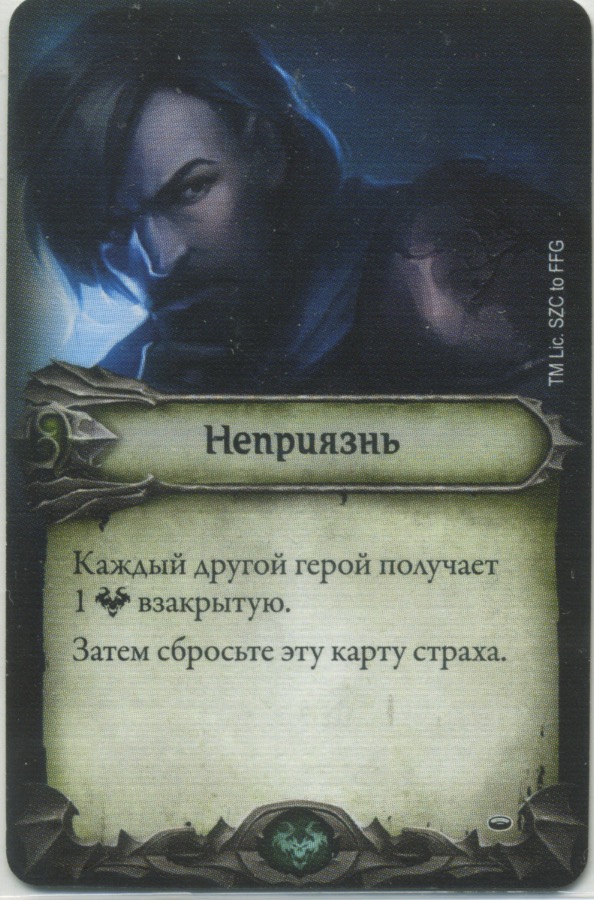 TM Lic. SZC to FFG
Неприязнь
Каждый другой герой получает
1 взакрытую.
Затем сбросьте эту карту страха.